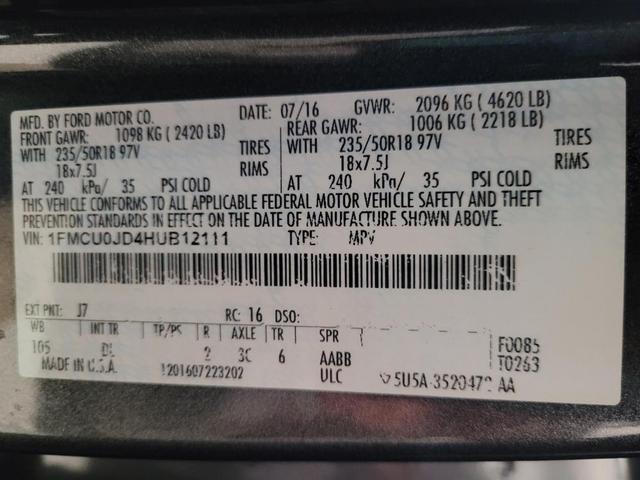 MFD. BY FORD MOTOR CO. DATE: 07/16 GVWR: 2096 KG ( 4620 LB)
FRONT GAWR: 1098 KG ( 2420 LB) REAR GAWR: 1006 KG ( 2218 LB)
WITH 235/50R18 97V TIRES WITH 235/50R18 97V TIRES
18x7.5J RIMS 18x7.5J RIMS
AT 240 kPa/ 35 PSI COLD AT 240 kPa/ 35 PSI COLD
THIS VEHICLE CONFORMS TO ALL APPLICABLE FEDERAL MOTOR VEHICLE SAFETY AND THEFT
PREVENTION STANDARDS IN EFFECT ON THE DATE OF MANUFACTURE SHOWN ABOVE.
VIN: 1FMCU0JD4HUB12111 TYPE: MPV
EXT PNT: J7 RC: 16 DSO:
WB INT TR TP/PS R AXLE TR SPR F0085
105 DL 2 3C 6 AABB T0263
MADE IN U.S.A. 1201607223202 ULC 5U5A-3520472 AA